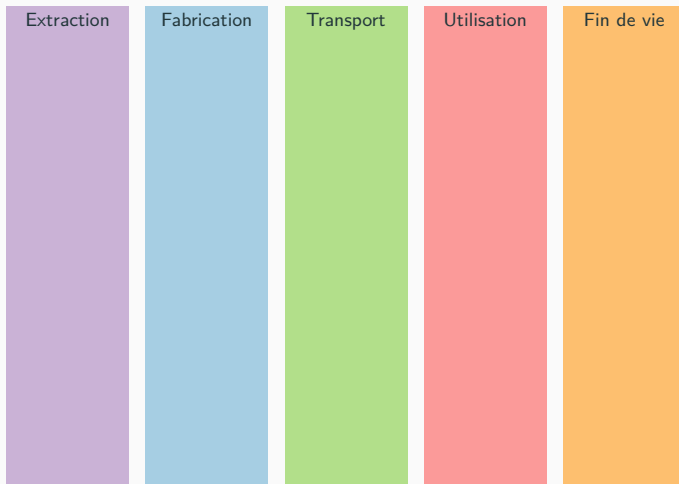 Extraction
Fabrication
Transport
Utilisation
Fin de vie